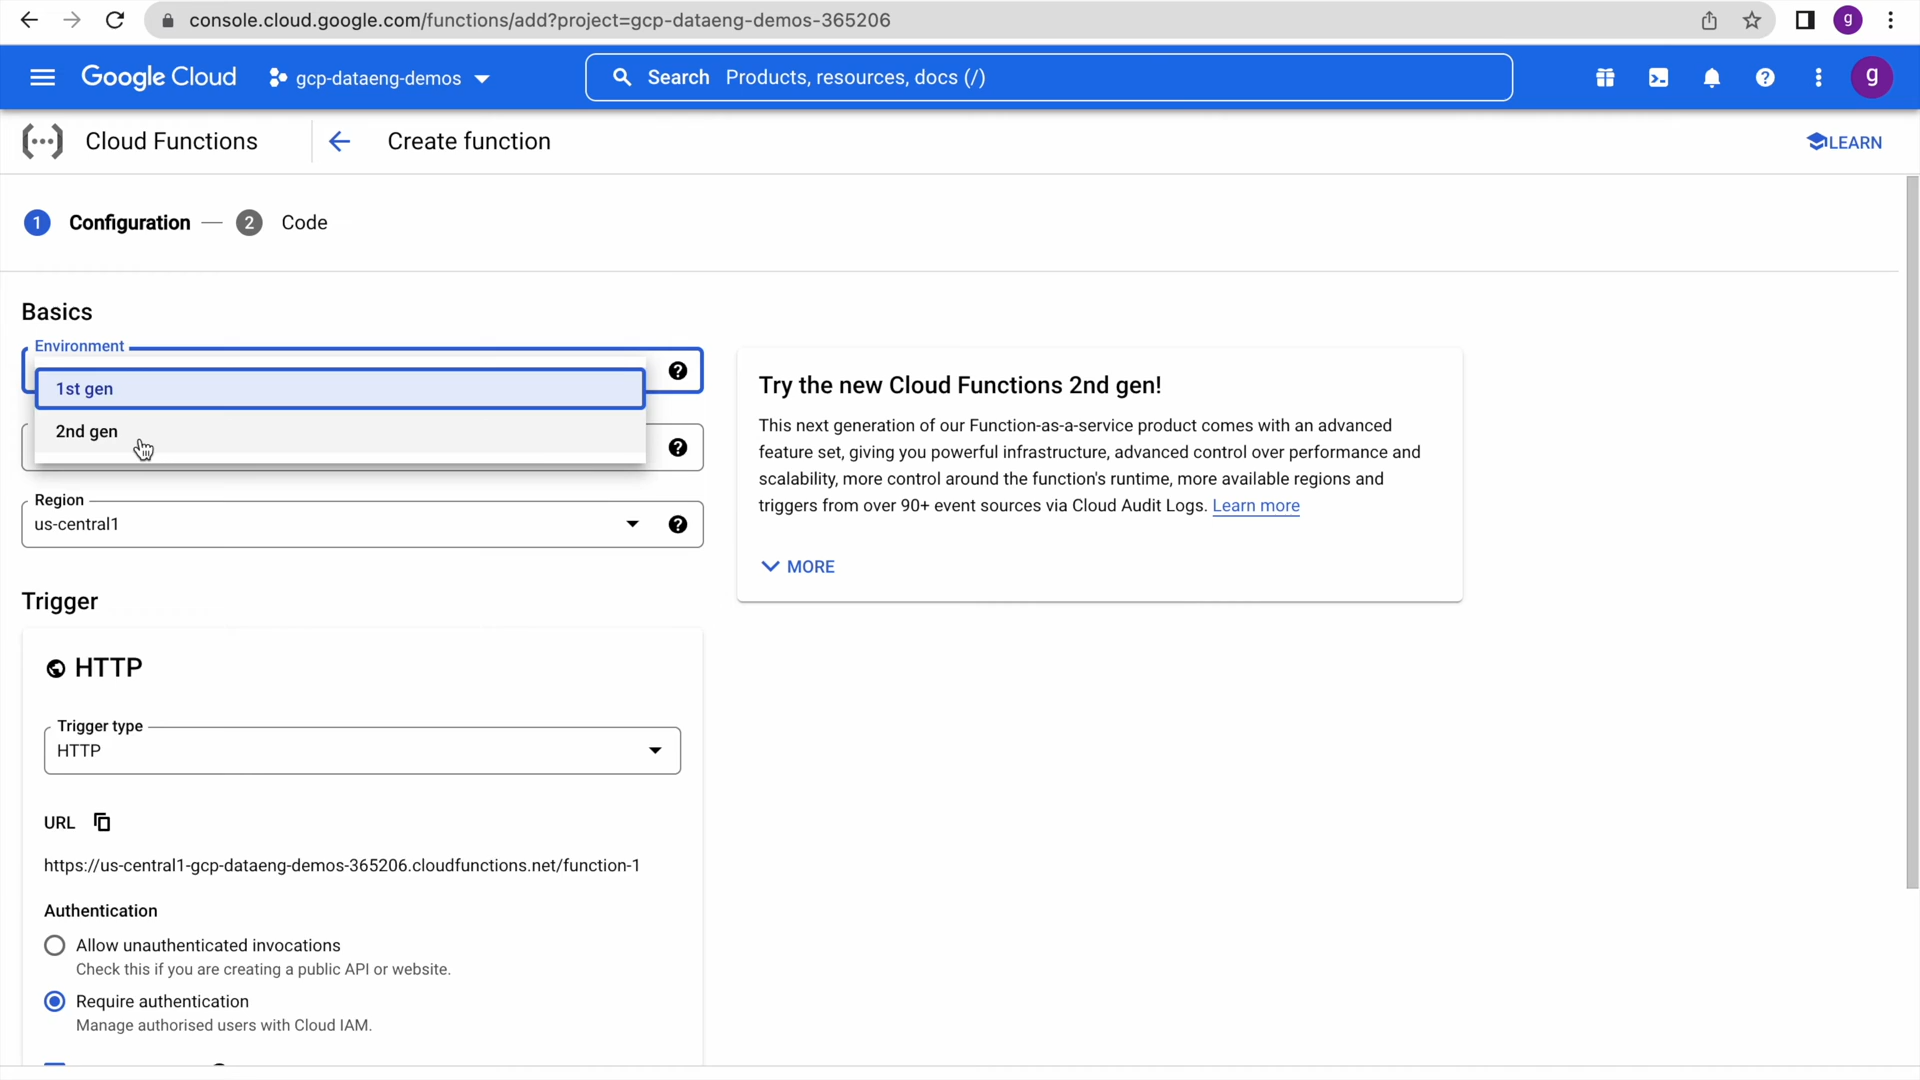 console.cloud.google.com/functions/add?project=gcp-dataeng-demos-365206
g
Google Cloud
gcp-dataeng-demos
Search Products, resources, docs (/)
g
Cloud Functions
Create function
LEARN
1 Configuration — 2 Code
Basics
Environment
1st gen
2nd gen
Region
us-central1
Try the new Cloud Functions 2nd gen!
This next generation of our Function-as-a-service product comes with an advanced
feature set, giving you powerful infrastructure, advanced control over performance and
scalability, more control around the function's runtime, more available regions and
triggers from over 90+ event sources via Cloud Audit Logs. Learn more
MORE
Trigger
HTTP
Trigger type
HTTP
URL
https://us-central1-gcp-dataeng-demos-365206.cloudfunctions.net/function-1
Authentication
Allow unauthenticated invocations
Check this if you are creating a public API or website.
Require authentication
Manage authorised users with Cloud IAM.